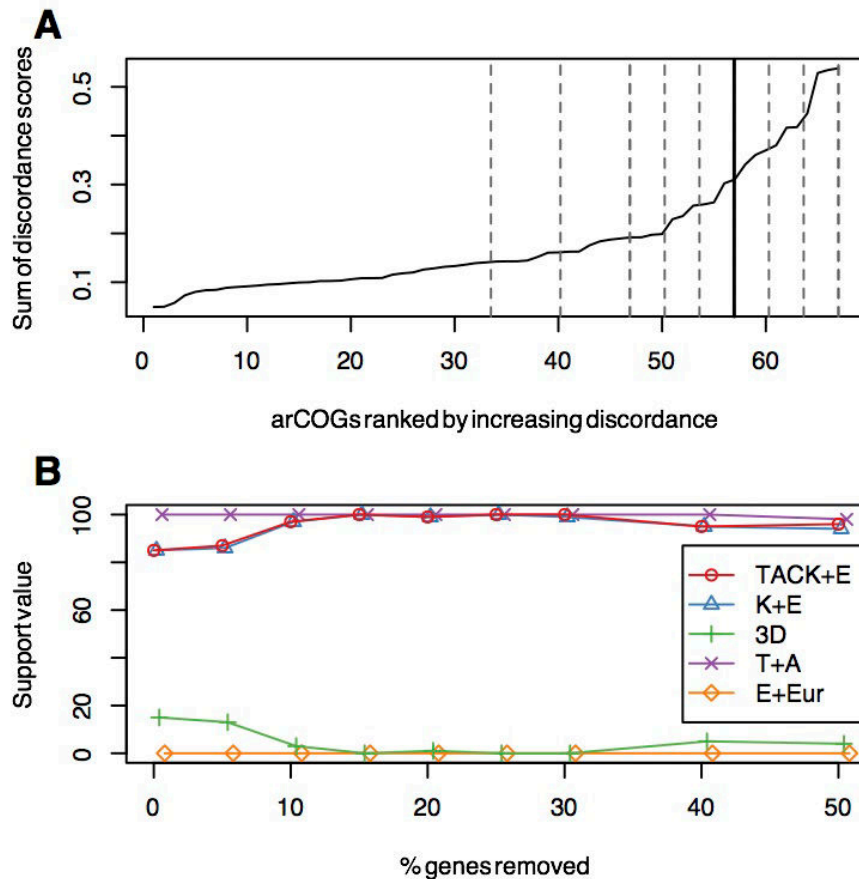 A
Sum of discordance scores
0.5
0.3
0.1
0 10 20 30 40 50 60
arCOGs ranked by increasing discordance
B
Support value
100
60
20
0
TACK+E
K+E
3D
T+A
E+Eur
0 10 20 30 40 50
% genes removed